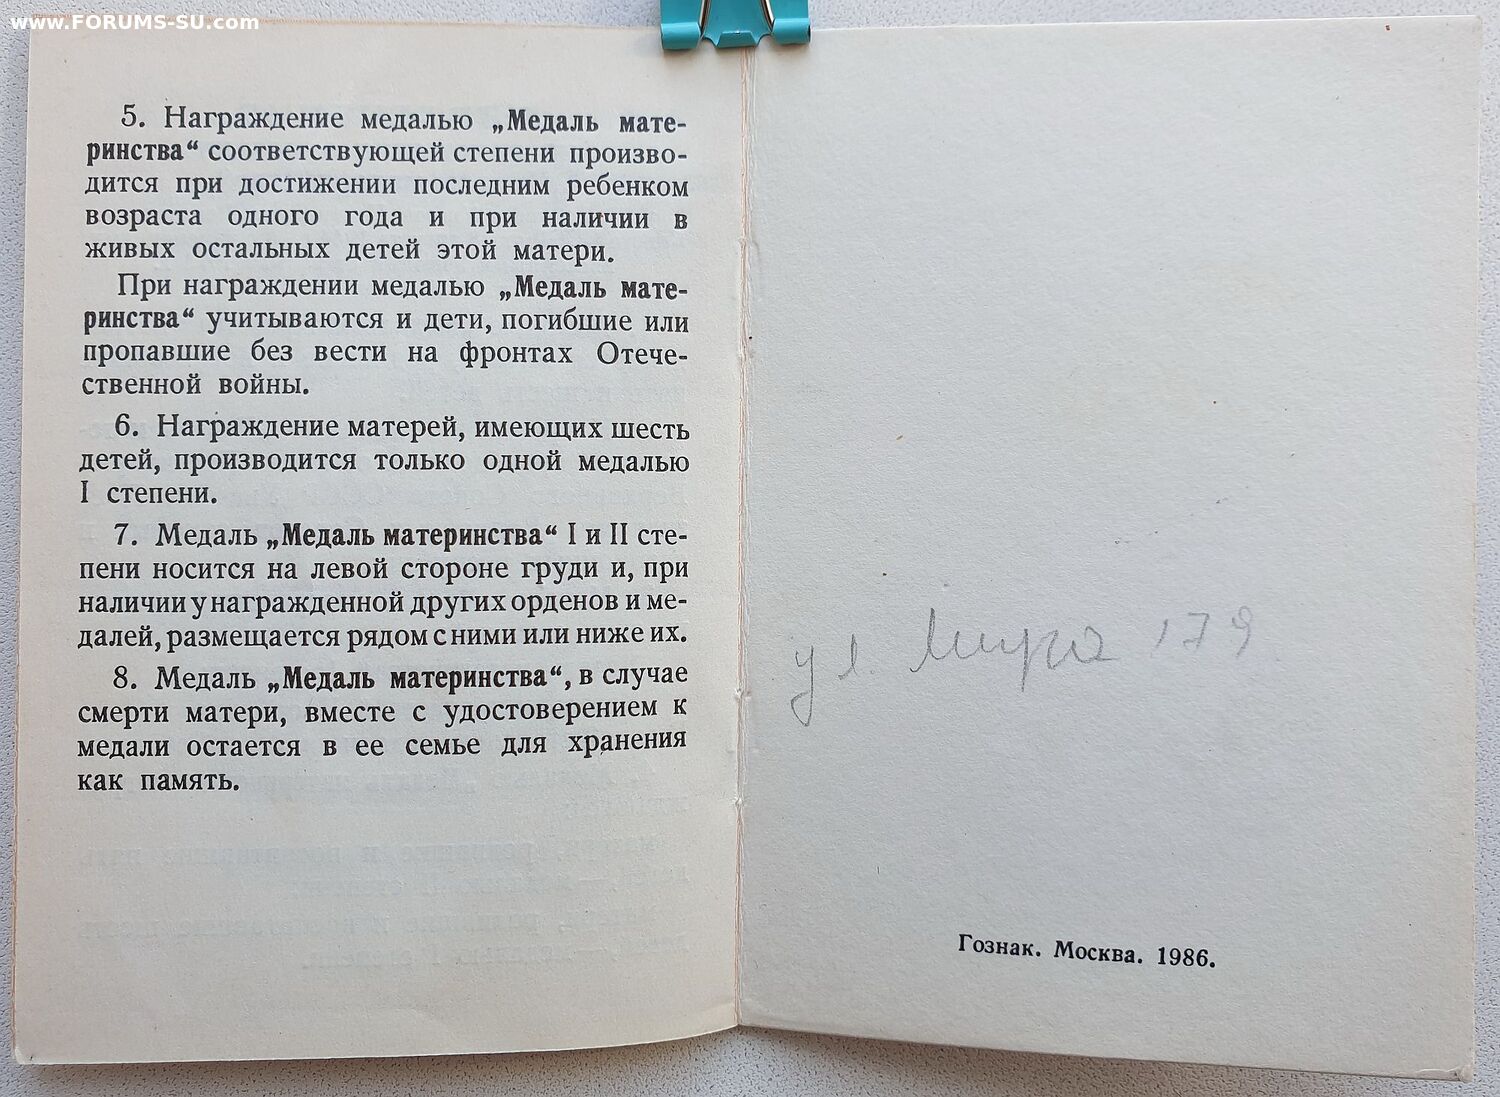 www.FORUMS-SU.com
5. Награждение медалью „Медаль мате-
ринства“ соответствующей степени произво-
дится при достижении последним ребенком
возраста одного года и при наличии в
живых остальных детей этой матери.
При награждении медалью „Медаль мате-
ринства“ учитываются и дети, погибшие или
пропавшие без вести на фронтах Отече-
ственной войны.
6. Награждение матерей, имеющих шесть
детей, производится только одной медалью
I степени.
7. Медаль „Медаль материнства“ I и II сте-
пени носится на левой стороне груди и, при
наличии у награжденной других орденов и ме-
далей, размещается рядом с ними или ниже их.
8. Медаль „Медаль материнства“, в случае
смерти матери, вместе с удостоверением к
медали остается в ее семье для хранения
как память.
ул. Мира 179
Гознак. Москва. 1986.